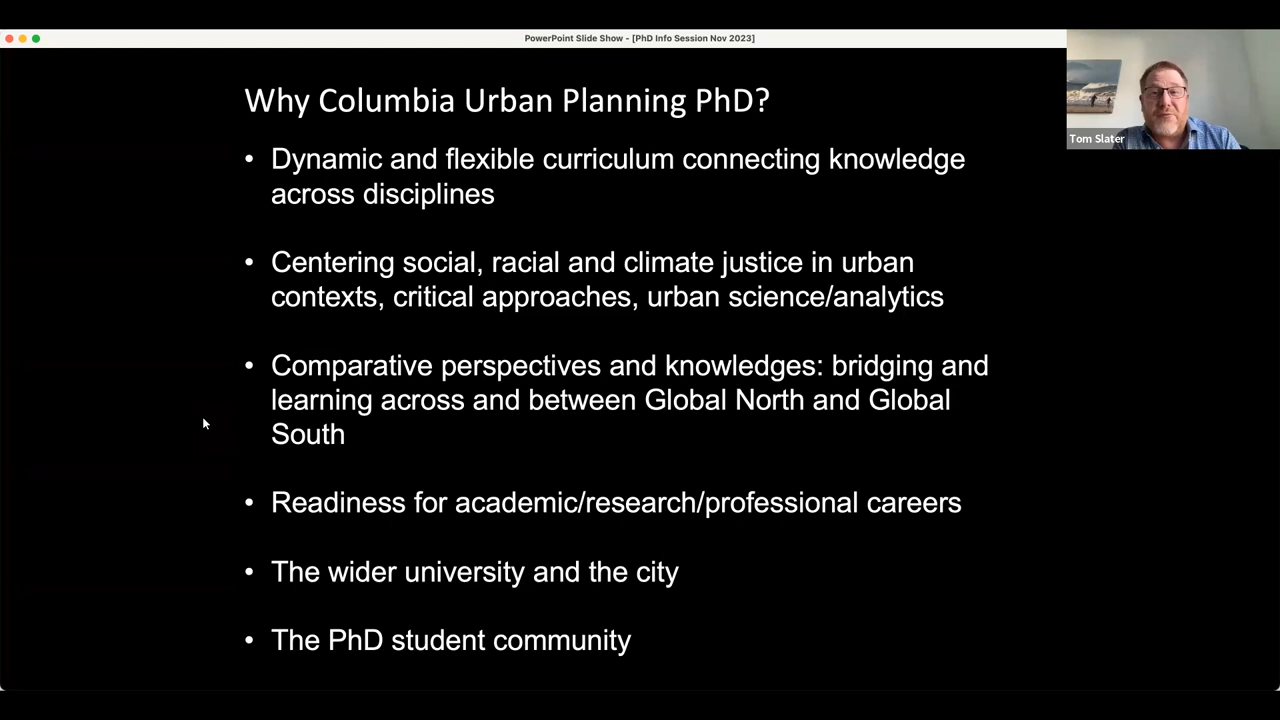 PowerPoint Slide Show - [PhD Info Session Nov 2023]
Why Columbia Urban Planning PhD?
• Dynamic and flexible curriculum connecting knowledge
across disciplines
• Centering social, racial and climate justice in urban
contexts, critical approaches, urban science/analytics
• Comparative perspectives and knowledges: bridging and
learning across and between Global North and Global
South
• Readiness for academic/research/professional careers
• The wider university and the city
• The PhD student community
Tom Slater